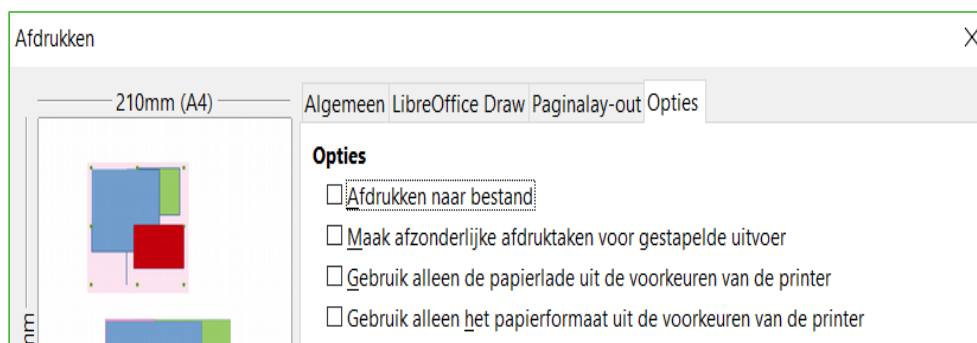 Afdrukken
210mm (A4)
Algemeen LibreOffice Draw Paginalay-out Opties
Opties
Afdrukken naar bestand
Maak afzonderlijke afdruktaken voor gestapelde uitvoer
Gebruik alleen de papierlade uit de voorkeuren van de printer
Gebruik alleen het papierformaat uit de voorkeuren van de printer
mm